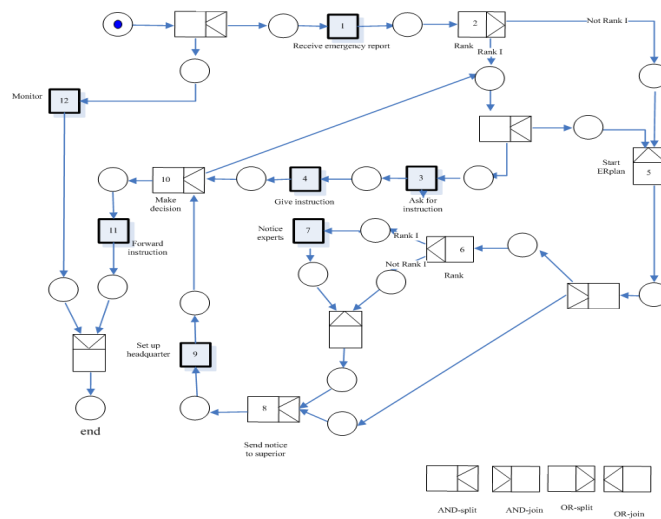 Not Rank I
1
2
Receive emergency report
Rank
Rank I
Monitor
12
Start
ERplan
5
10
4
3
Make
decision
Give instruction
Ask for
instruction
11
Forward
instruction
Notice
experts
7
Rank I
6
Not Rank I
Rank
Set up
headquarter
9
8
end
Send notice
to superior
AND-split
AND-join
OR-split
OR-join